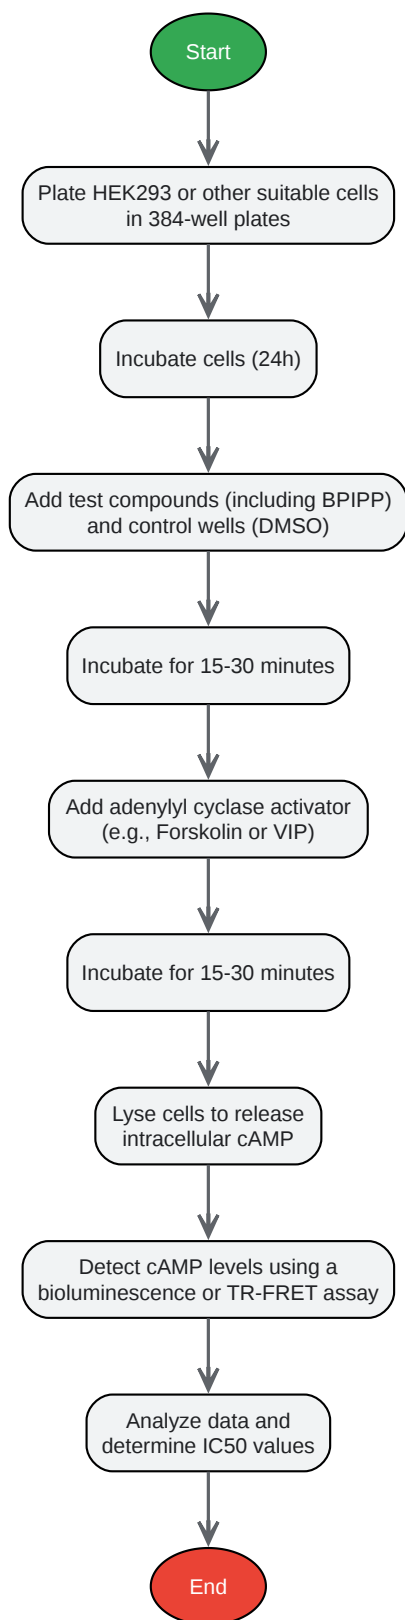 Start
Plate HEK293 or other suitable cells
in 384-well plates
Incubate cells (24h)
Add test compounds (including BPIPP)
and control wells (DMSO)
Incubate for 15-30 minutes
Add adenylyl cyclase activator
(e.g., Forskolin or VIP)
Incubate for 15-30 minutes
Lyse cells to release
intracellular cAMP
Detect cAMP levels using a
bioluminescence or TR-FRET assay
Analyze data and
determine IC50 values
End